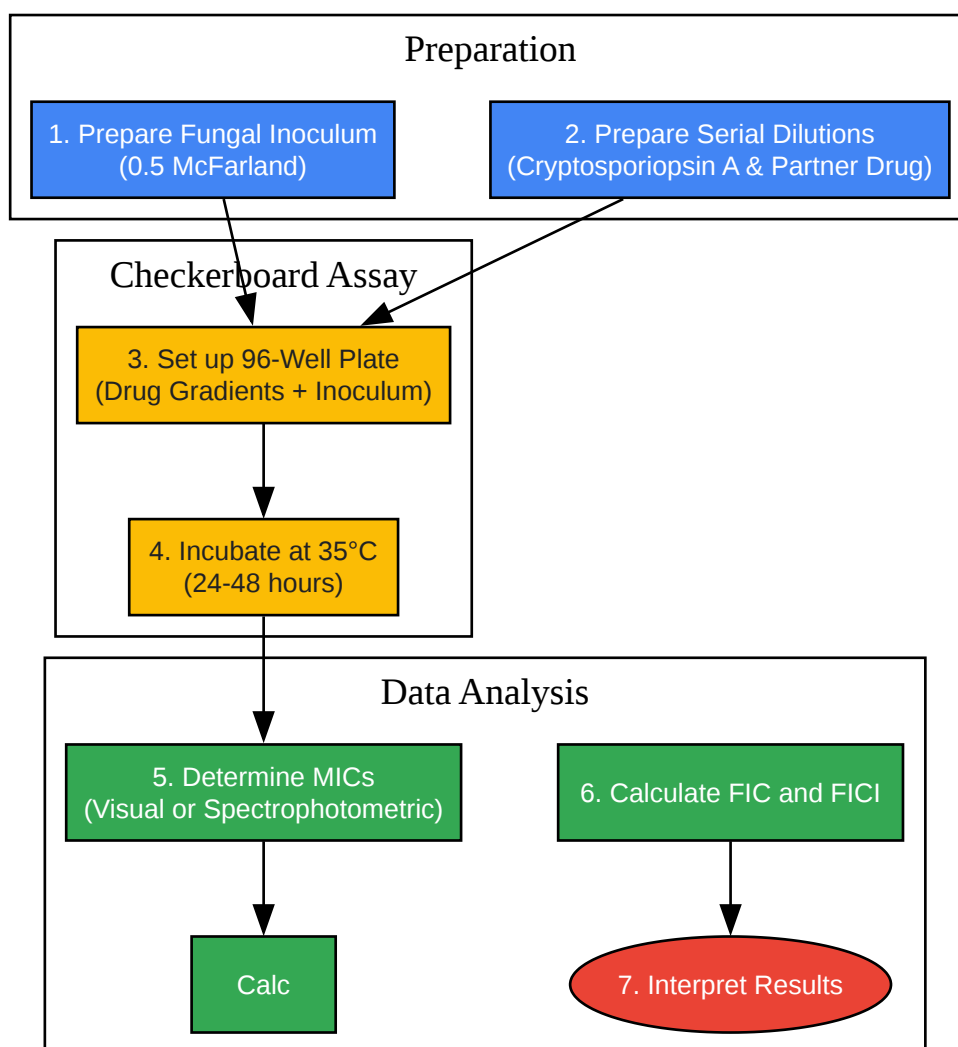 Preparation
1. Prepare Fungal Inoculum
(0.5 McFarland)
2. Prepare Serial Dilutions
(Cryptosporiopsin A & Partner Drug)
Checkerboard Assay
3. Set up 96-Well Plate
(Drug Gradients + Inoculum)
4. Incubate at 35°C
(24-48 hours)
Data Analysis
5. Determine MICs
(Visual or Spectrophotometric)
6. Calculate FIC and FICI
Calc
7. Interpret Results